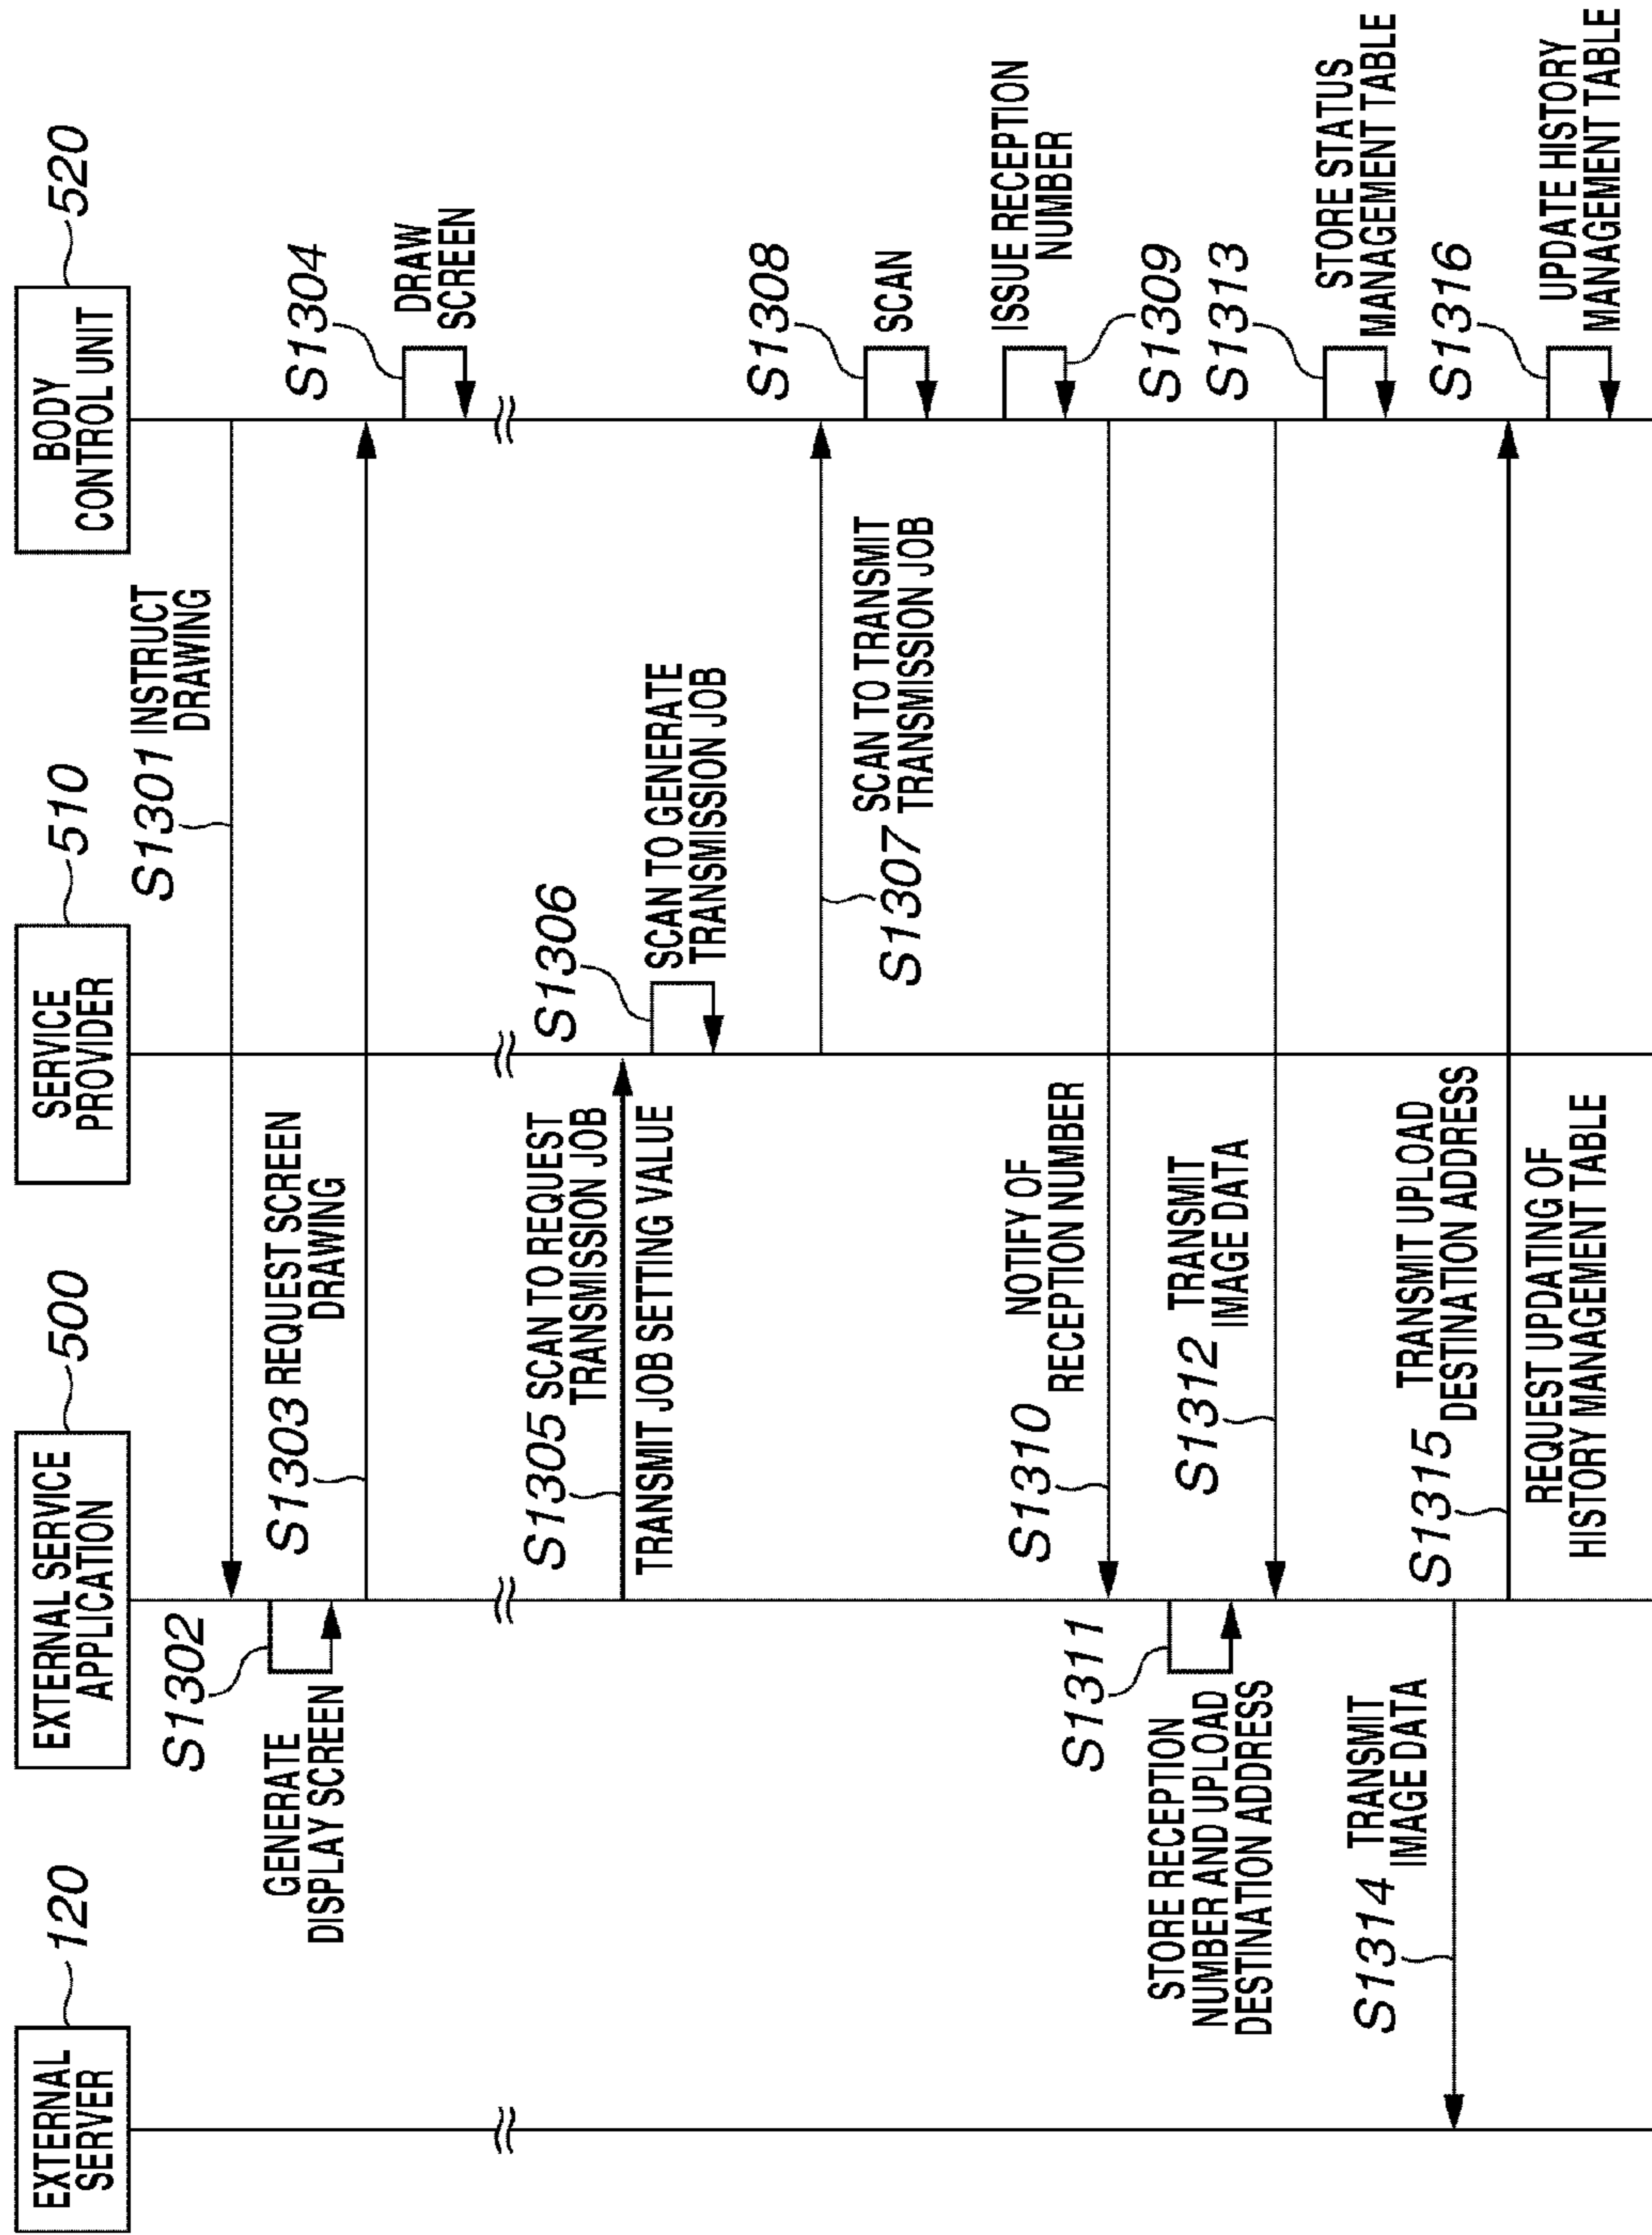 EXTERNAL
SERVER
120
EXTERNAL SERVICE
APPLICATION
500
SERVICE
PROVIDER
510
BODY
CONTROL UNIT
520
S1301 INSTRUCT
DRAWING
S1302
GENERATE
DISPLAY SCREEN
S1303 REQUEST SCREEN
DRAWING
S1304
DRAW
SCREEN
S1305 SCAN TO REQUEST
TRANSMISSION JOB
TRANSMIT JOB SETTING VALUE
S1306
SCAN TO GENERATE
TRANSMISSION JOB
S1307 SCAN TO TRANSMIT
TRANSMISSION JOB
S1308
SCAN
ISSUE RECEPTION
NUMBER
S1309
S1310
NOTIFY OF
RECEPTION NUMBER
S1311
STORE RECEPTION
NUMBER AND UPLOAD
DESTINATION ADDRESS
S1312 TRANSMIT
IMAGE DATA
S1313
STORE STATUS
MANAGEMENT TABLE
S1314 TRANSMIT
IMAGE DATA
S1315 TRANSMIT UPLOAD
DESTINATION ADDRESS
REQUEST UPDATING OF
HISTORY MANAGEMENT TABLE
S1316
UPDATE HISTORY
MANAGEMENT TABLE